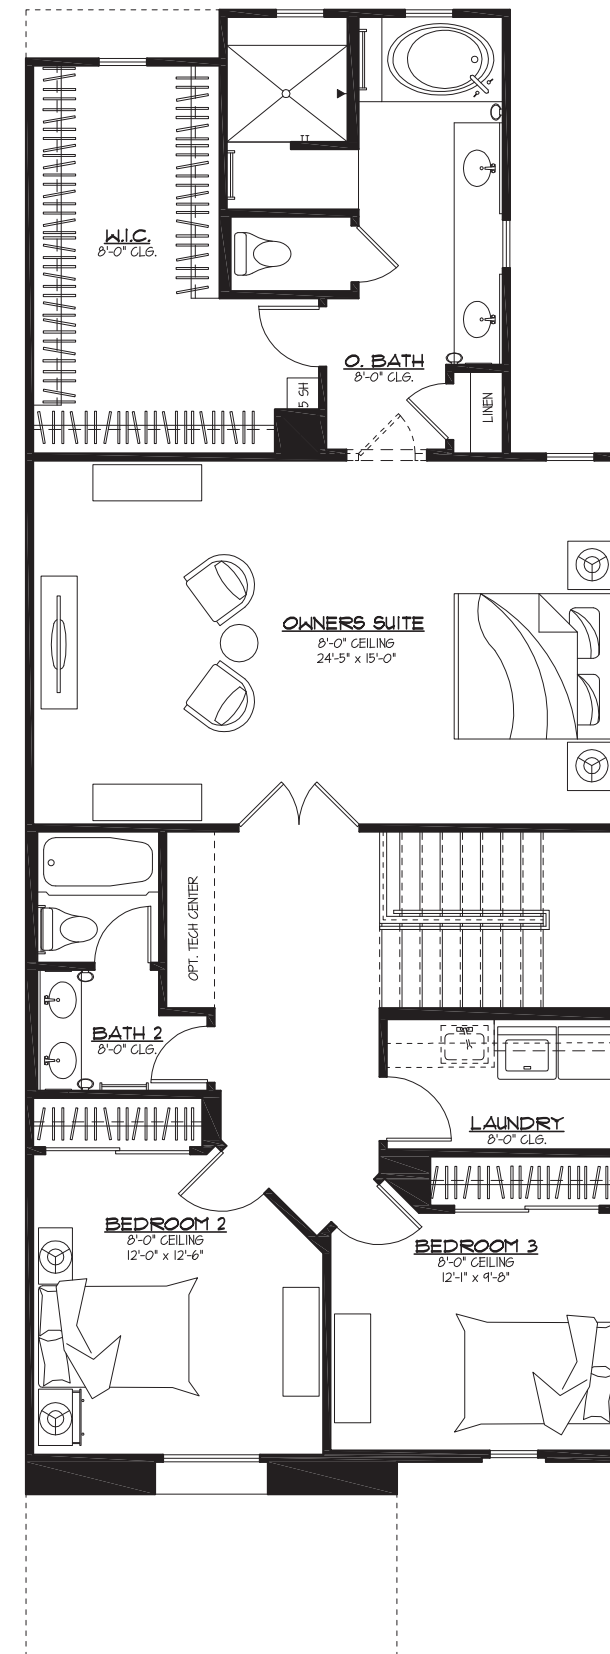 W.I.C.
8'-0" CLG.
O. BATH
8'-0" CLG.
5 SH
LINEN
OWNERS SUITE
8'-0" CEILING
24'-5" x 15'-0"
OPT. TECH CENTER
BATH 2
8'-0" CLG.
LAUNDRY
8'-0" CLG.
BEDROOM 2
8'-0" CEILING
12'-0" x 12'-6"
BEDROOM 3
8'-0" CEILING
12'-1" x 9'-8"